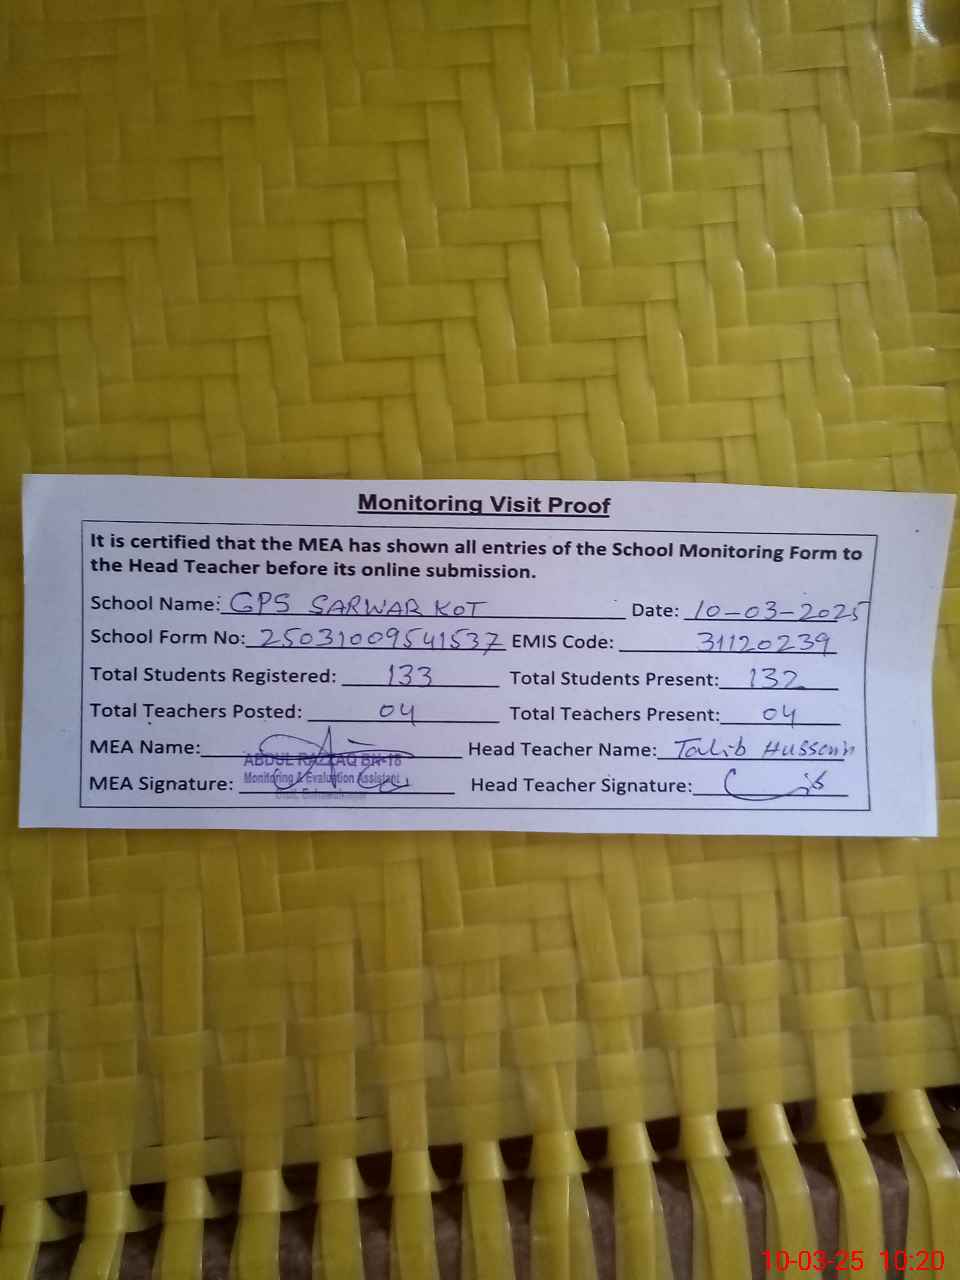 Monitoring Visit Proof
It is certified that the MEA has shown all entries of the School Monitoring Form to
the Head Teacher before its online submission.
School Name: GPS SARWAR KOT Date: 10-03-2025
School Form No: 25031009541537 EMIS Code: 31120239
Total Students Registered: 133 Total Students Present: 132
Total Teachers Posted: 04 Total Teachers Present: 04
MEA Name: Head Teacher Name: Talib Hussain
ABDUL RAZZAQ BH-18
MEA Signature: Monitoring & Evaluation Assistant Head Teacher Signature:
10-03-25 10:20